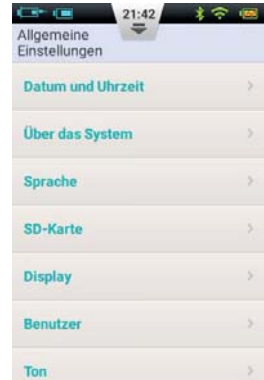 21:42
Allgemeine
Einstellungen
Datum und Uhrzeit
Über das System
Sprache
SD-Karte
Display
Benutzer
Ton